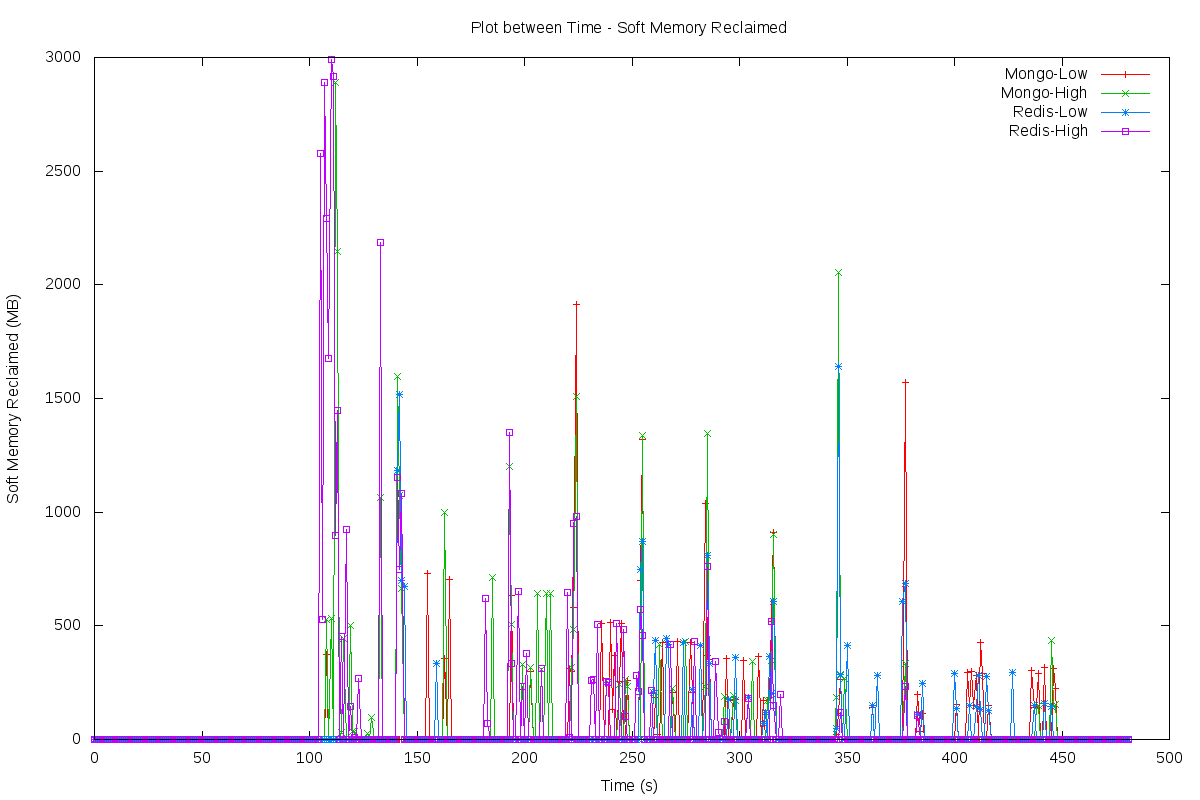 Plot between Time - Soft Memory Reclaimed
3000
2500
2000
1500
1000
500
0
Soft Memory Reclaimed (MB)
Mongo-Low
Mongo-High
Redis-Low
Redis-High
0 50 100 150 200 250 300 350 400 450 500
Time (s)